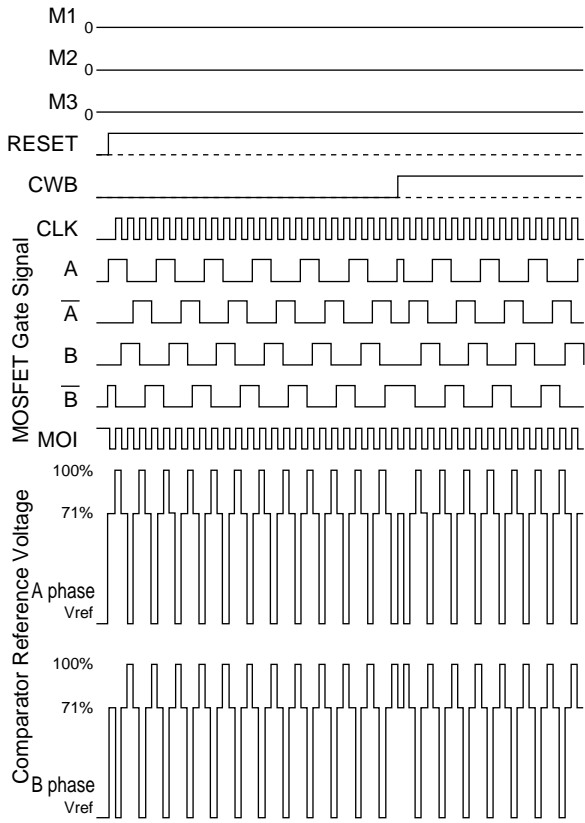 M1 0
M2 0
M3 0
RESET
CWB
CLK
MOSFET Gate Signal
A
A̅
B
B̅
MOI
Comparator Reference Voltage
100%
71%
A phase
Vref
100%
71%
B phase
Vref